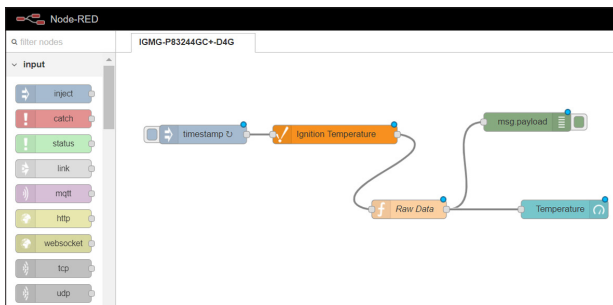 Node-RED
filter nodes
IGMG-P83244GC+-D4G
input
inject
catch
status
link
mqtt
http
websocket
tcp
udp
timestamp ↻
Ignition Temperature
msg.payload
Raw Data
Temperature